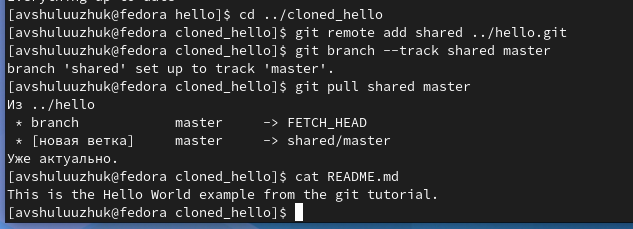 [avshuluuzhuk@fedora hello]$ cd ../cloned_hello
[avshuluuzhuk@fedora cloned_hello]$ git remote add shared ../hello.git
[avshuluuzhuk@fedora cloned_hello]$ git branch --track shared master
branch 'shared' set up to track 'master'.
[avshuluuzhuk@fedora cloned_hello]$ git pull shared master
Из ../hello
 * branch            master     -> FETCH_HEAD
 * [новая ветка]     master     -> shared/master
Уже актуально.
[avshuluuzhuk@fedora cloned_hello]$ cat README.md
This is the Hello World example from the git tutorial.
[avshuluuzhuk@fedora cloned_hello]$